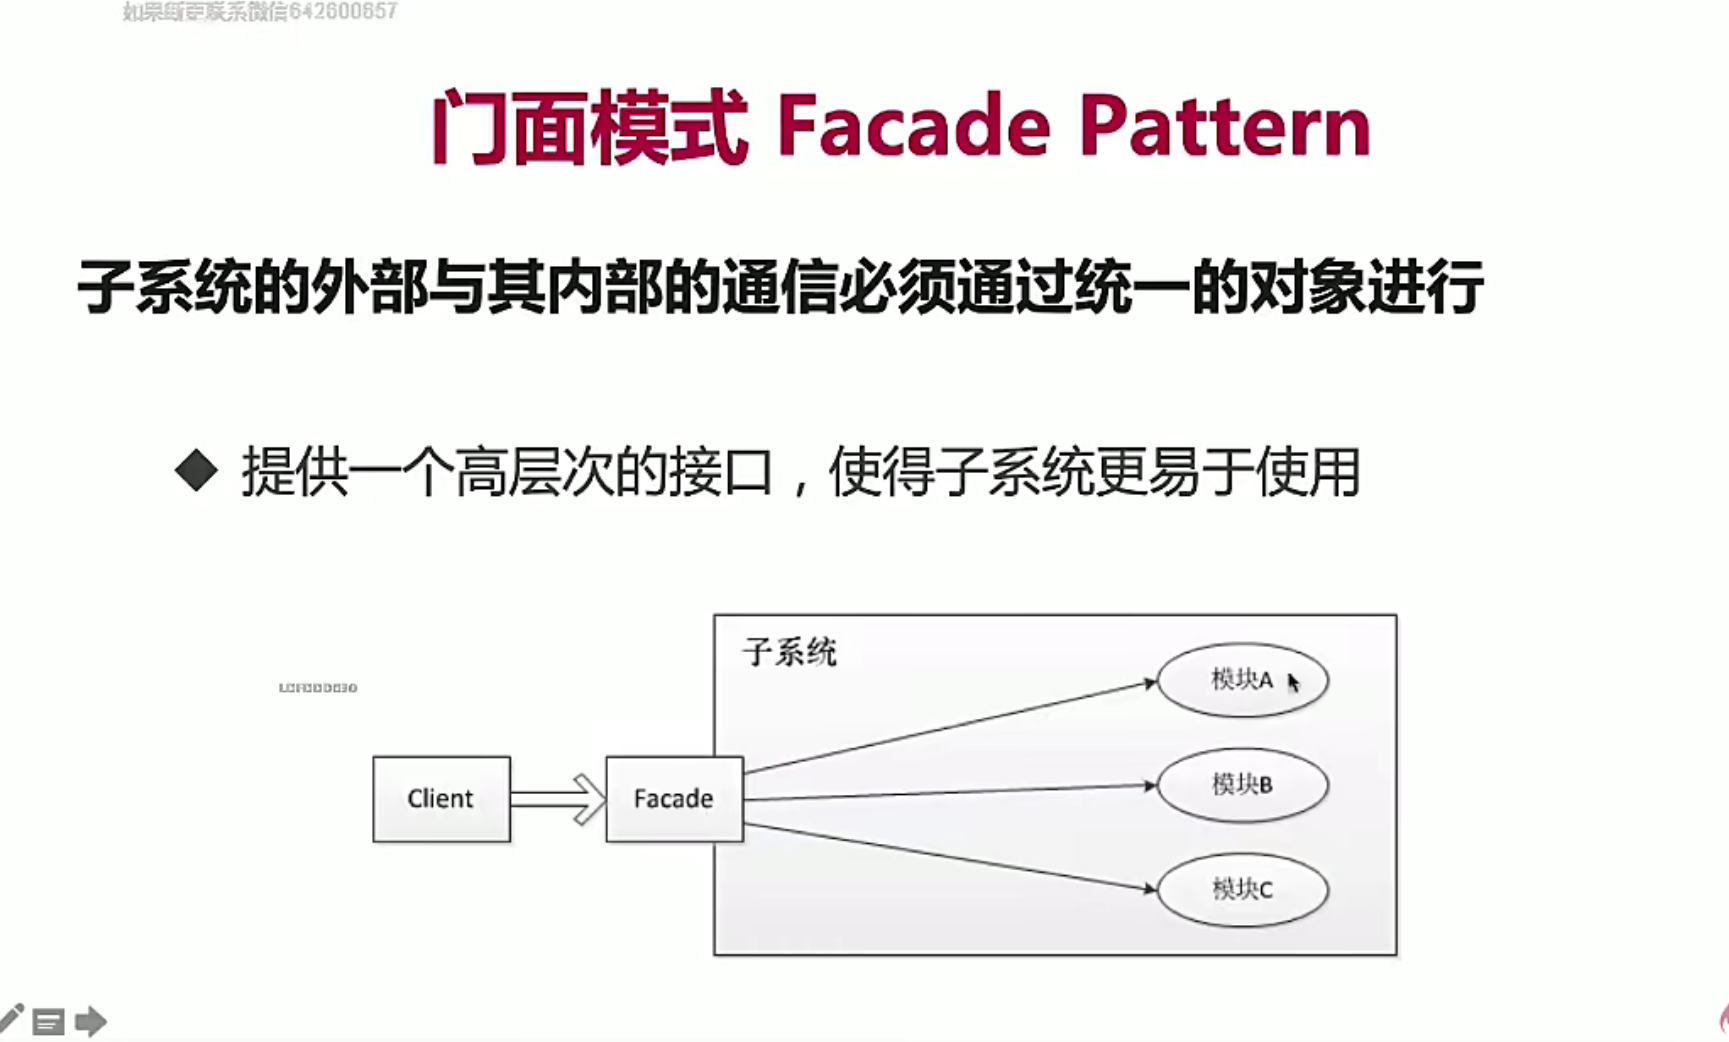 如果断更联系微信642600657
门面模式 Facade Pattern
子系统的外部与其内部的通信必须通过统一的对象进行
◆ 提供一个高层次的接口，使得子系统更易于使用
子系统
模块A
Client
Facade
模块B
模块C